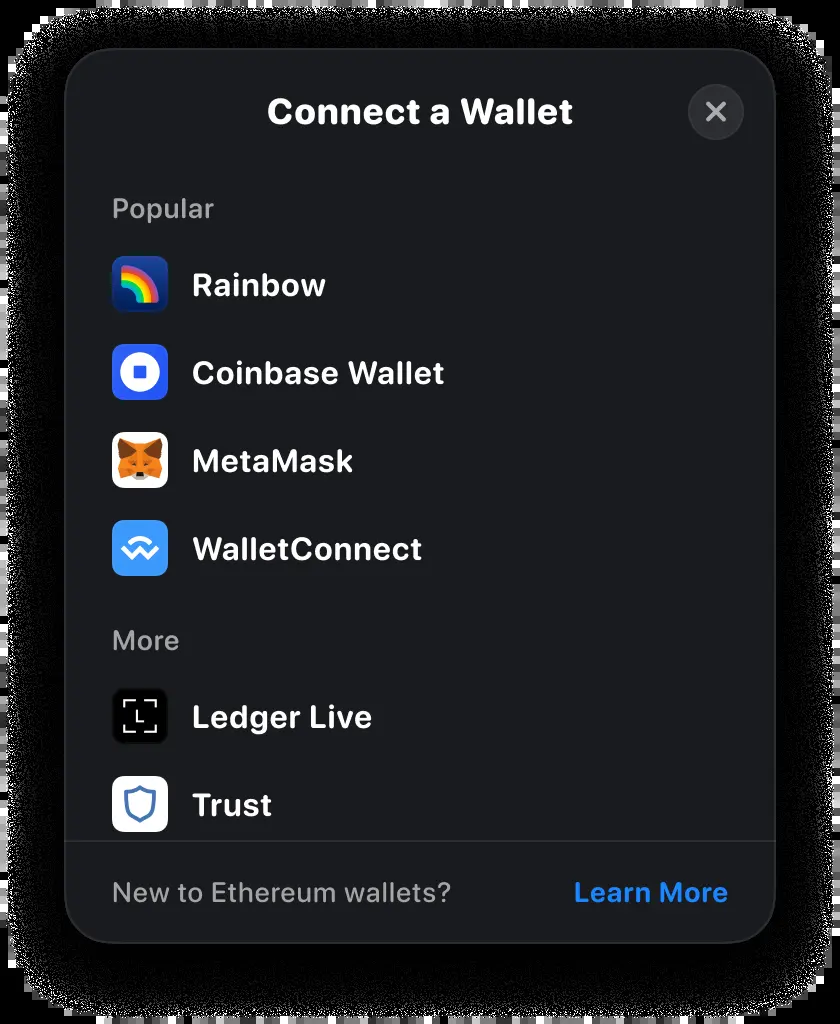 Connect a Wallet
Popular
Rainbow
Coinbase Wallet
MetaMask
WalletConnect
More
L
Ledger Live
Trust
New to Ethereum wallets? Learn More